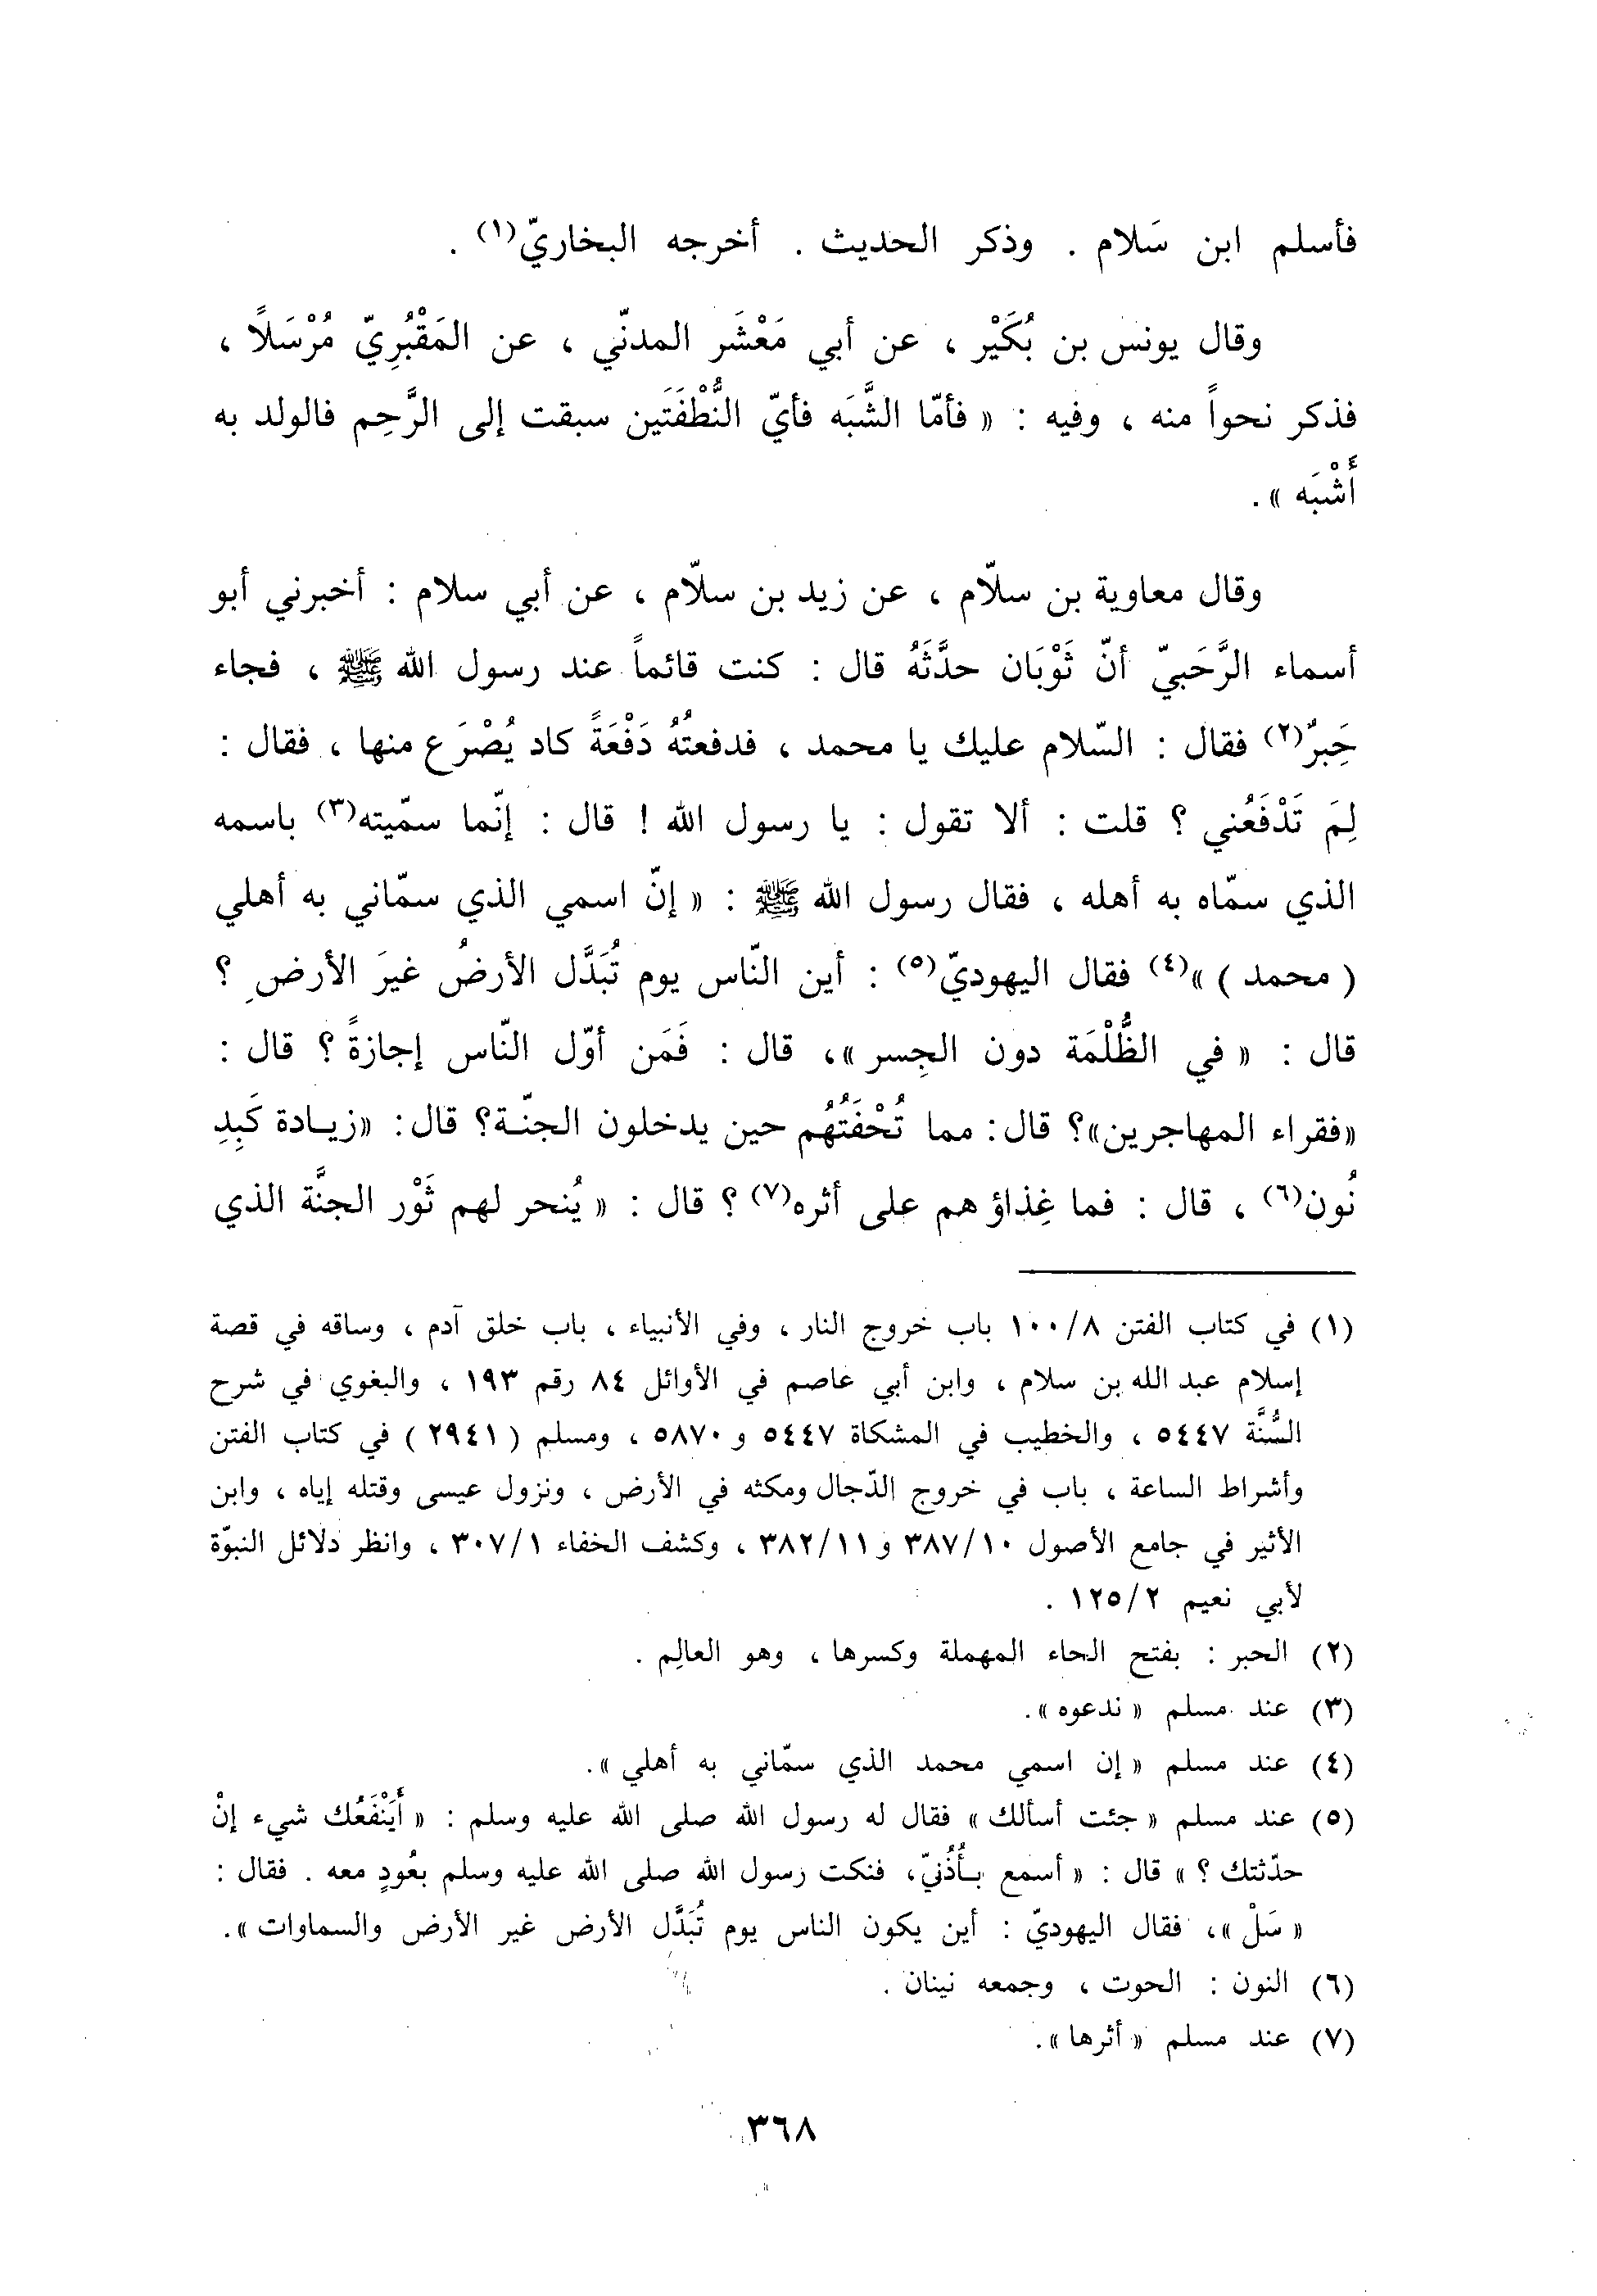 فأسلم ابن سَلام . وذكر الحديث . أخرجه البخاريّ(١) .
وقال يونس بن بُكَيْر ، عن أبي مَعْشَر المدنّي ، عن المَقْبُرِيّ مُرْسَلاً ،
فذكر نحواً منه ، وفيه : « فأمّا الشَّبَه فأيّ النُّطْفَتَين سبقت إلى الرَّحِم فالولد به
أَشْبَه ».
وقال معاوية بن سلّام ، عن زيد بن سلّام ، عن أبي سلام : أخبرني أبو
أسماء الرَّحَبيّ أنّ ثَوْبَان حدَّثَهُ قال : كنت قائماً عند رسول الله ﷺ ، فجاء
حَِبرٌ(٢) فقال : السّلام عليك يا محمد ، فدفعتُهُ دَفْعَةً كاد يُصْرَع منها ، فقال :
لِمَ تَدْفَعُني ؟ قلت : ألا تقول : يا رسول الله ! قال : إنّما سمّيته(٣) باسمه
الذي سمّاه به أهله ، فقال رسول الله ﷺ : « إنّ اسمي الذي سمّاني به أهلي
( محمد ) »(٤) فقال اليهوديّ(٥) : أين النّاس يوم تُبَدَّل الأرضُ غيرَ الأرضِ ؟
قال : « في الظُّلْمَة دون الجِسر »، قال : فَمَن أوّل النّاس إجازةً ؟ قال :
«فقراء المهاجرين»؟ قال: مما تُحْفَتُهُم حين يدخلون الجنّة؟ قال: «زيادة كَبِدِ
نُون(٦) ، قال : فما غِذاؤهم على أثره(٧) ؟ قال : « يُنحر لهم ثَوْر الجنَّة الذي
(١) في كتاب الفتن ١٠٠/٨ باب خروج النار ، وفي الأنبياء ، باب خلق آدم ، وساقه في قصة
إسلام عبد الله بن سلام ، وابن أبي عاصم في الأوائل ٨٤ رقم ١٩٣ ، والبغوي في شرح
السُّنَّة ٥٤٤٧ ، والخطيب في المشكاة ٥٤٤٧ و ٥٨٧٠ ، ومسلم ( ٢٩٤١ ) في كتاب الفتن
وأشراط الساعة ، باب في خروج الدّجال ومكثه في الأرض ، ونزول عيسى وقتله إياه ، وابن
الأثير في جامع الأصول ٣٨٧/١٠ و٣٨٢/١١ ، وكشف الخفاء ٣٠٧/١ ، وانظر دلائل النبوّة
لأبي نعيم ١٢٥/٢ .
(٢) الحبر : بفتح الحاء المهملة وكسرها ، وهو العالِم .
(٣) عند مسلم « ندعوه ».
(٤) عند مسلم « إن اسمي محمد الذي سمّاني به أهلي ».
(٥) عند مسلم « جئت أسألك » فقال له رسول الله صلى الله عليه وسلم : « أَيَنْفَعُك شيء إنْ
حدّثتك ؟ » قال : « أسمع بأُذُنيّ، فنكت رسول الله صلى الله عليه وسلم بعُودٍ معه . فقال :
« سَلْ »، فقال اليهوديّ : أين يكون الناس يوم تُبَدَّل الأرض غير الأرض والسماوات ».
(٦) النون : الحوت ، وجمعه نينان .
(٧) عند مسلم « أثرها ».
٣٦٨